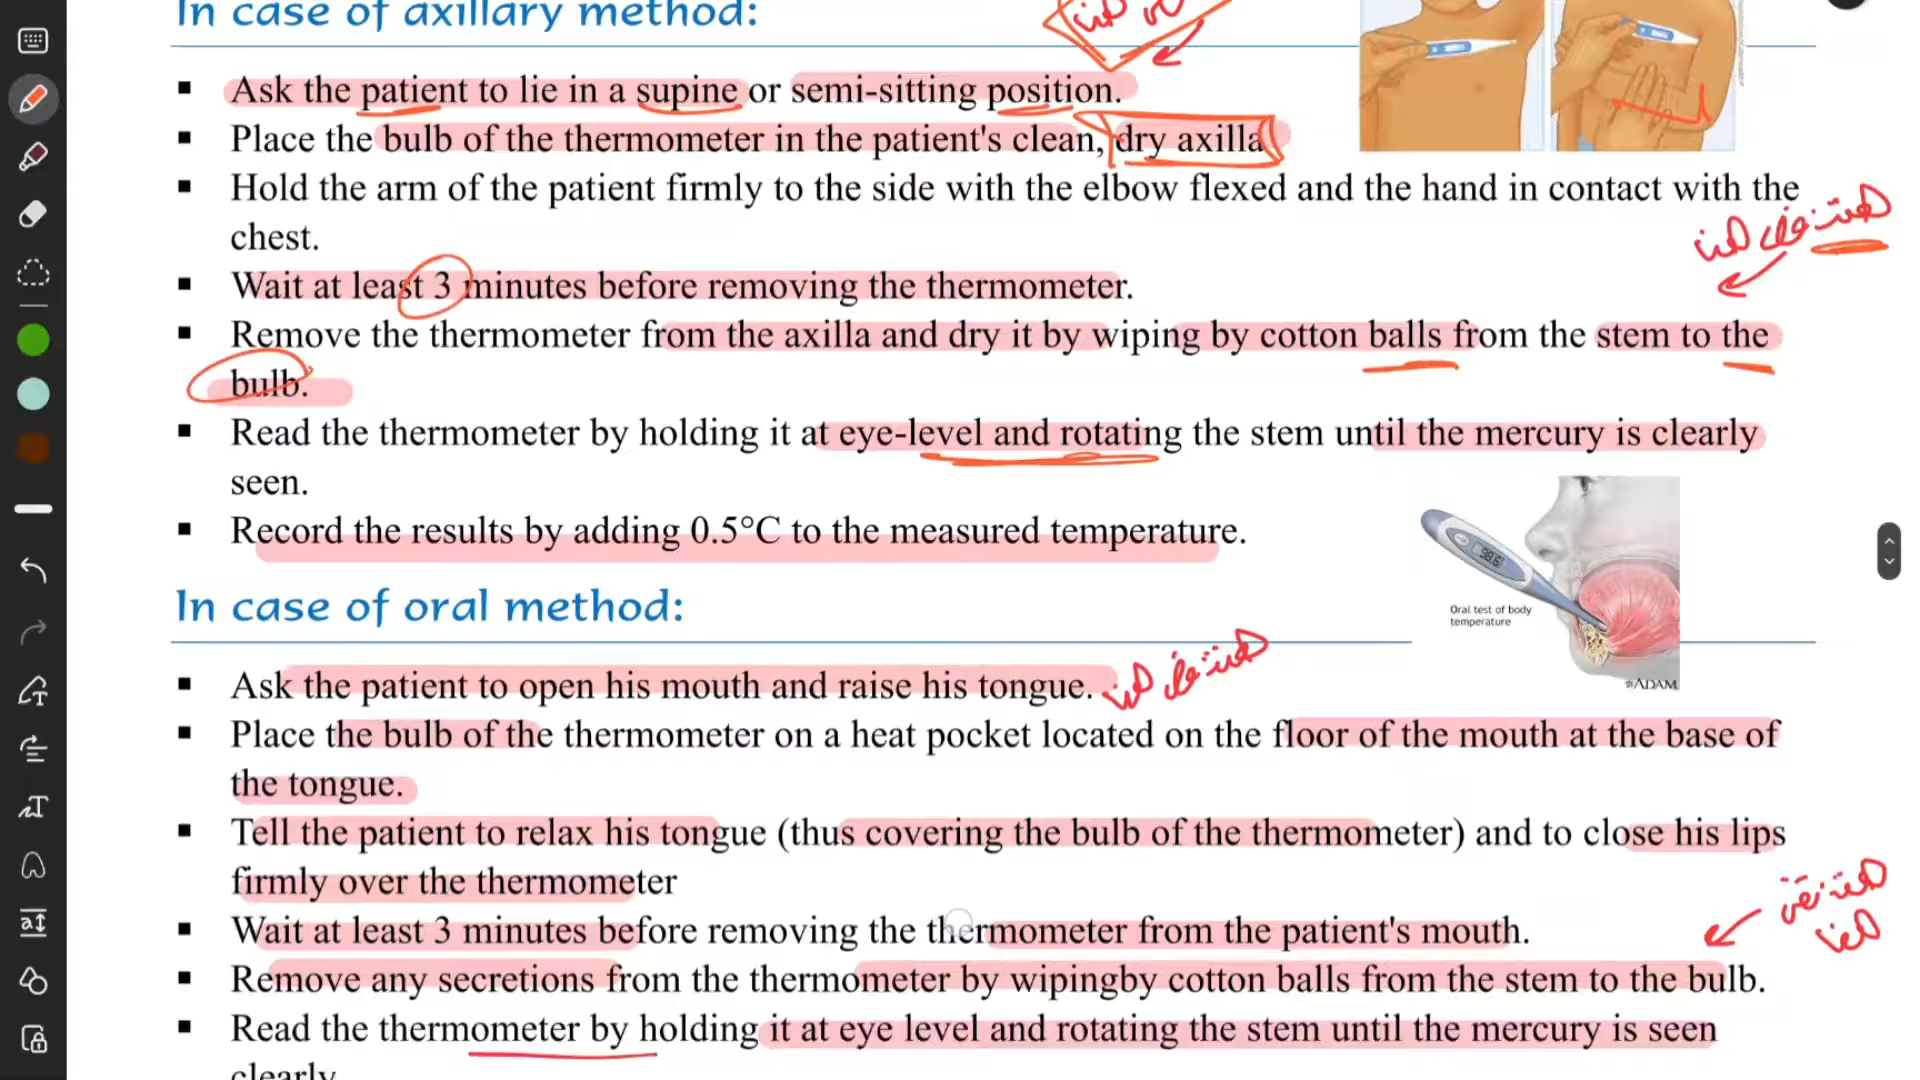 In case of axillary method:
▪ Ask the patient to lie in a supine or semi-sitting position.
▪ Place the bulb of the thermometer in the patient's clean, dry axilla
▪ Hold the arm of the patient firmly to the side with the elbow flexed and the hand in contact with the
chest.
▪ Wait at least 3 minutes before removing the thermometer.
▪ Remove the thermometer from the axilla and dry it by wiping by cotton balls from the stem to the
bulb.
▪ Read the thermometer by holding it at eye-level and rotating the stem until the mercury is clearly
seen.
▪ Record the results by adding 0.5°C to the measured temperature.
98.6
Oral test of body
temperature
ADAM
In case of oral method:
▪ Ask the patient to open his mouth and raise his tongue.
▪ Place the bulb of the thermometer on a heat pocket located on the floor of the mouth at the base of
the tongue.
▪ Tell the patient to relax his tongue (thus covering the bulb of the thermometer) and to close his lips
firmly over the thermometer
▪ Wait at least 3 minutes before removing the thermometer from the patient's mouth.
▪ Remove any secretions from the thermometer by wipingby cotton balls from the stem to the bulb.
▪ Read the thermometer by holding it at eye level and rotating the stem until the mercury is seen
clearly